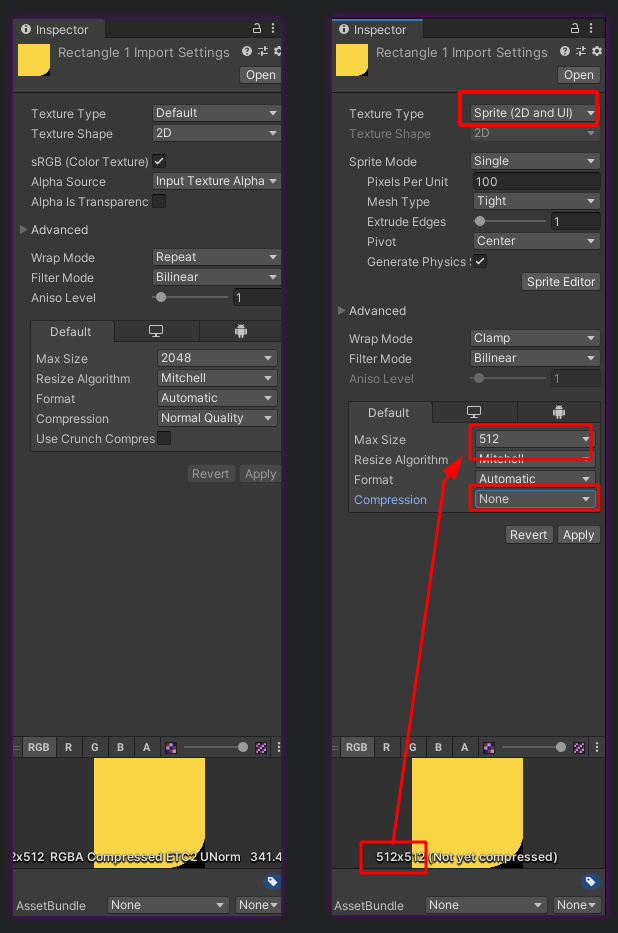 Inspector
Rectangle 1 Import Settings
Open
Texture Type Default
Texture Shape 2D
sRGB (Color Texture)
Alpha Source Input Texture Alpha
Alpha Is Transparenc
Advanced
Wrap Mode Repeat
Filter Mode Bilinear
Aniso Level 1
Default
Max Size 2048
Resize Algorithm Mitchell
Format Automatic
Compression Normal Quality
Use Crunch Compres
Revert Apply
RGB R G B A
2x512 RGBA Compressed ETC2 UNorm 341.4
AssetBundle None None
Inspector
Rectangle 1 Import Settings
Open
Texture Type Sprite (2D and UI)
Texture Shape 2D
Sprite Mode Single
Pixels Per Unit 100
Mesh Type Tight
Extrude Edges 1
Pivot Center
Generate Physics S
Sprite Editor
Advanced
Wrap Mode Clamp
Filter Mode Bilinear
Aniso Level 1
Default
Max Size 512
Resize Algorithm Mitchell
Format Automatic
Compression None
Revert Apply
RGB R G B A
512x512 (Not yet compressed)
AssetBundle None None